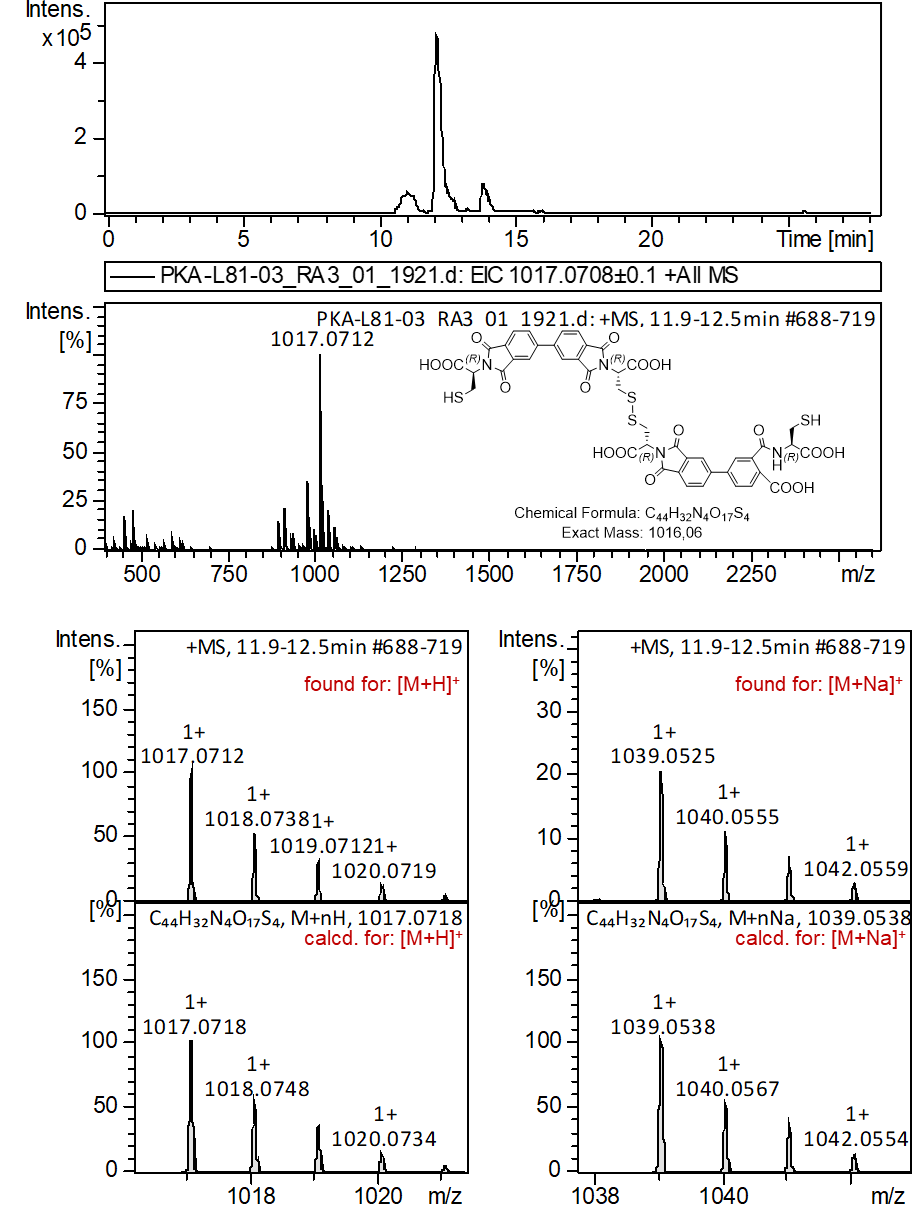 Intens.
x10⁵
4
2
0
0 5 10 15 20 Time [min]
PKA-L81-03_RA3_01_1921.d: EIC 1017.0708±0.1 +All MS
Intens.
[%]
PKA-L81-03 RA3 01 1921.d: +MS, 11.9-12.5min #688-719
1017.0712
75
50
25
0
O O O O
HOOC (R) N N (R) COOH
O O
HS
S
S
SH
O O
HOOC (R) N N H (R) COOH
O
COOH
Chemical Formula: C₄₄H₃₂N₄O₁₇S₄
Exact Mass: 1016,06
500 750 1000 1250 1500 1750 2000 2250 m/z
Intens.
[%]
+MS, 11.9-12.5min #688-719
found for: [M+H]⁺
150
100
50
0
1+
1017.0712
1+
1018.0738
1+
1019.0712
1+
1020.0719
[%]
C₄₄H₃₂N₄O₁₇S₄, M+nH, 1017.0718
calcd. for: [M+H]⁺
150
100
50
0
1+
1017.0718
1+
1018.0748
1+
1020.0734
1018 1020 m/z
Intens.
[%]
+MS, 11.9-12.5min #688-719
found for: [M+Na]⁺
30
20
10
0
1+
1039.0525
1+
1040.0555
1+
1042.0559
[%]
C₄₄H₃₂N₄O₁₇S₄, M+nNa, 1039.0538
calcd. for: [M+Na]⁺
150
100
50
0
1+
1039.0538
1+
1040.0567
1+
1042.0554
1038 1040 m/z